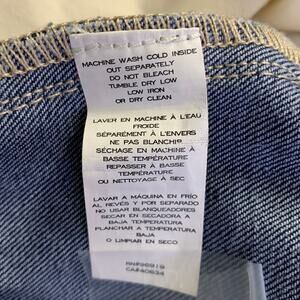 MACHINE WASH COLD INSIDE
OUT SEPARATELY
DO NOT BLEACH
TUMBLE DRY LOW
LOW IRON
OR DRY CLEAN
LAVER EN MACHINE À L'EAU
FROIDE
SÉPARÉMENT À L'ENVERS
NE PAS BLANCHIR
SÉCHAGE EN MACHINE À
BASSE TEMPÉRATURE
REPASSER À BASSE
TEMPÉRATURE
OU NETTOYAGE À SEC
LAVAR A MÁQUINA EN FRÍO
AL REVÉS Y POR SEPARADO
NO USAR BLANQUEADORES
SECAR EN SECADORA A
BAJA TEMPERATURA
PLANCHAR A TEMPERATURA
BAJA
O LIMPIAR EN SECO